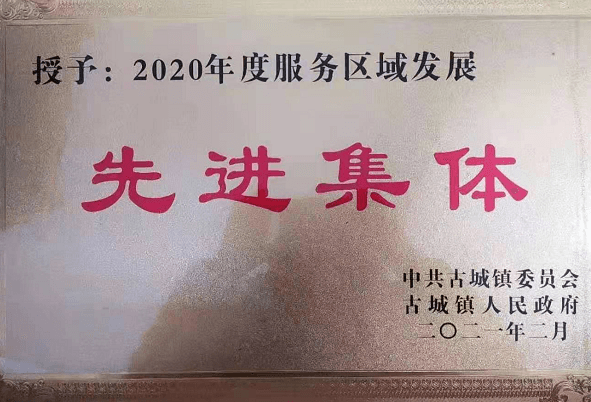 授予：2020年度服务区域发展
先进集体
中共古城镇委员会
古城镇人民政府
二〇二一年二月